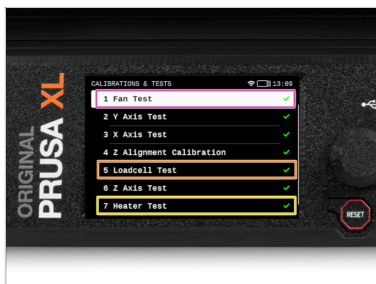 ORIGINAL
PRUSA XL
CALIBRATIONS & TESTS 13:09
1 Fan Test
2 Y Axis Test
3 X Axis Test
4 Z Alignment Calibration
5 Loadcell Test
6 Z Axis Test
7 Heater Test
RESET